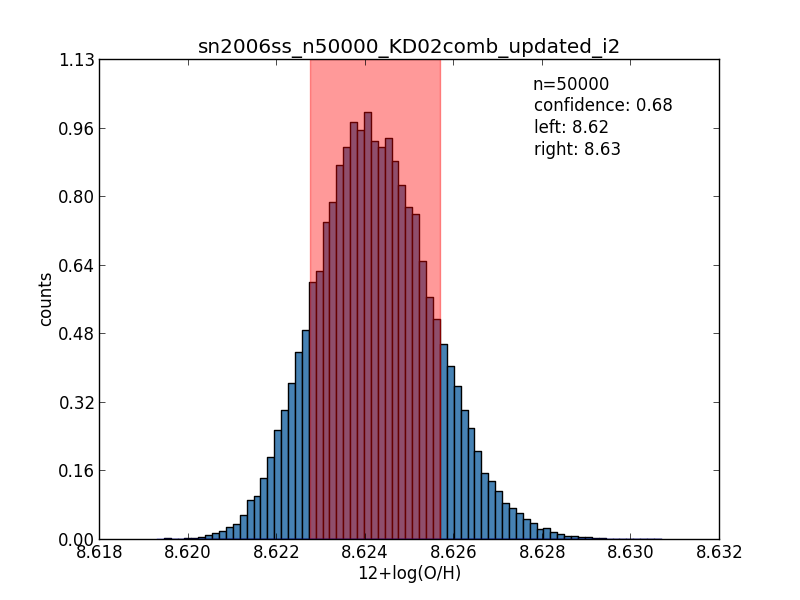 sn2006ss_n50000_KD02comb_updated_i2
1.13
n=50000
confidence: 0.68
left: 8.62
right: 8.63
0.96
0.80
0.64
counts
0.48
0.32
0.16
0.00
8.618 8.620 8.622 8.624 8.626 8.628 8.630 8.632
12+log(O/H)